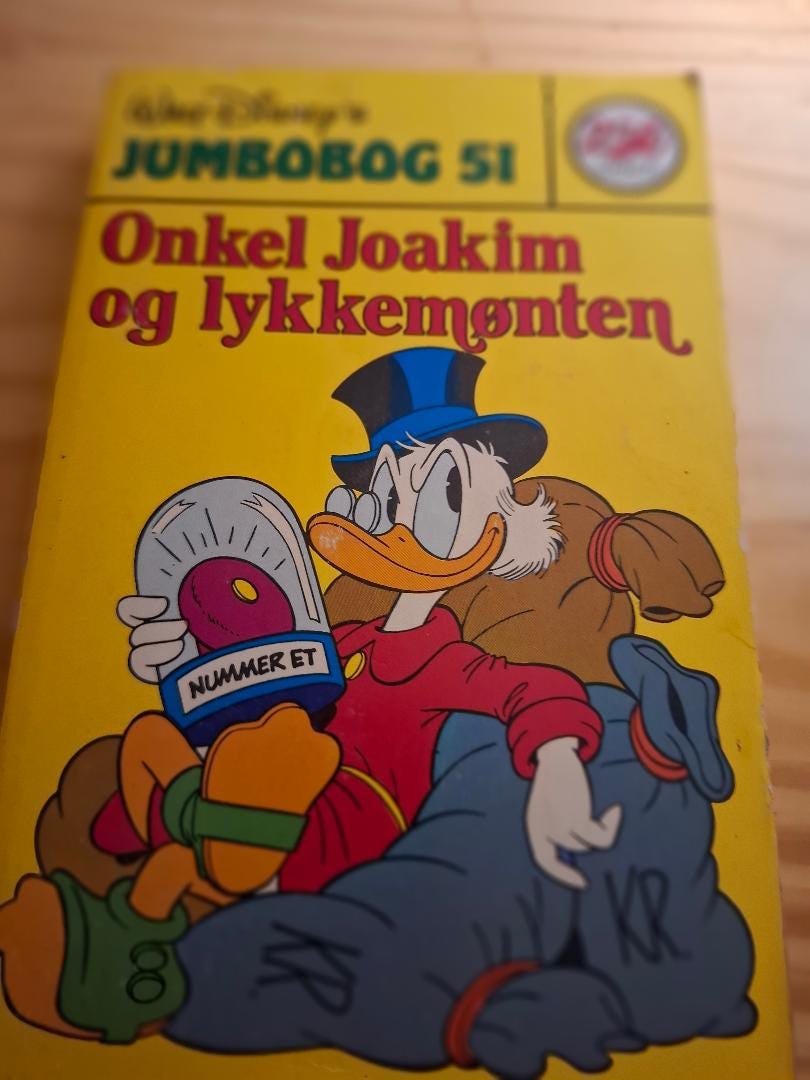 Walt Disney's
JUMBOBOG 51
Onkel Joakim
og lykkemønten
NUMMER ET
KR.
KR.